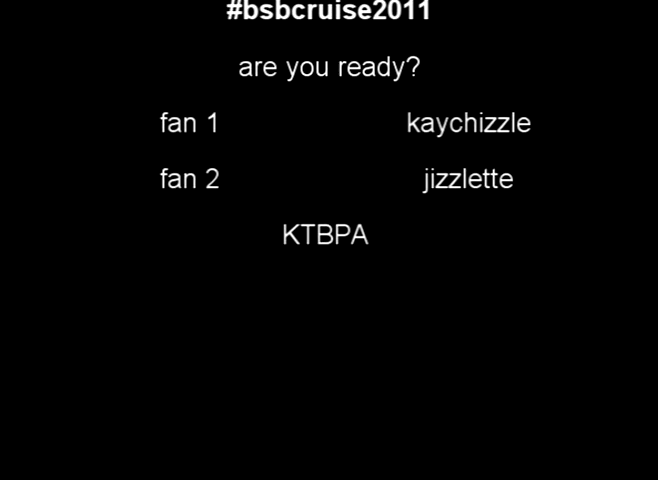 #bsbcruise2011
are you ready?
fan 1 kaychizzle
fan 2 jizzlette
KTBPA